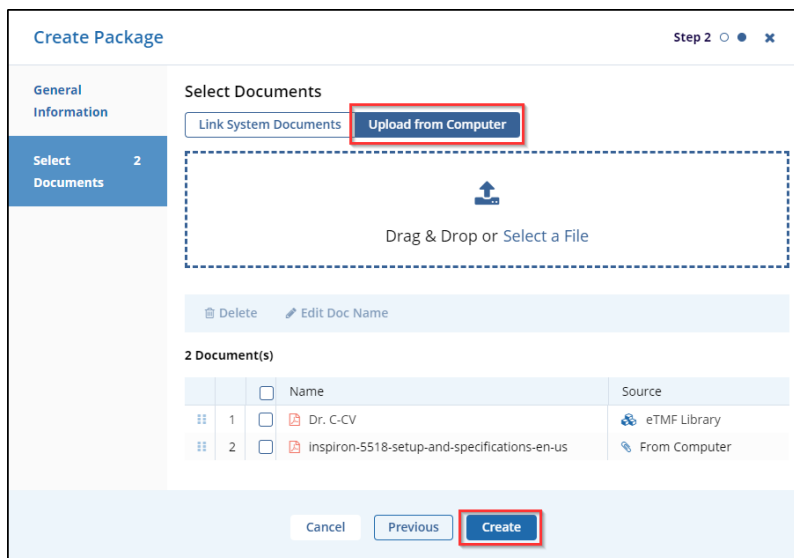 Create Package
Step 2
General
Information
Select 2
Documents
Select Documents
Link System Documents Upload from Computer
Drag & Drop or Select a File
Delete Edit Doc Name
2 Document(s)
Name Source
1 Dr. C-CV eTMF Library
2 inspiron-5518-setup-and-specifications-en-us From Computer
Cancel Previous Create